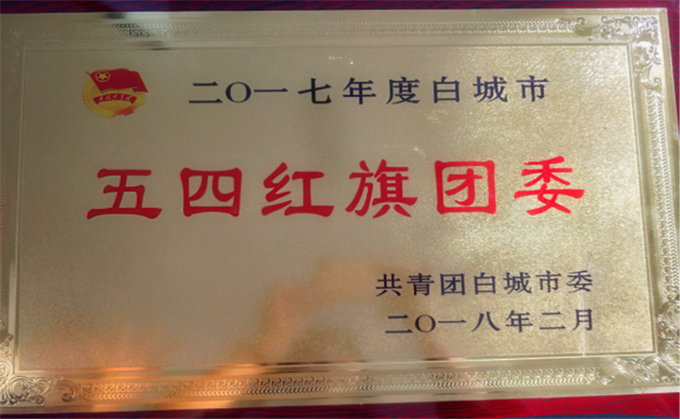 二〇一七年度白城市
五四红旗团委
共青团白城市委
二〇一八年二月